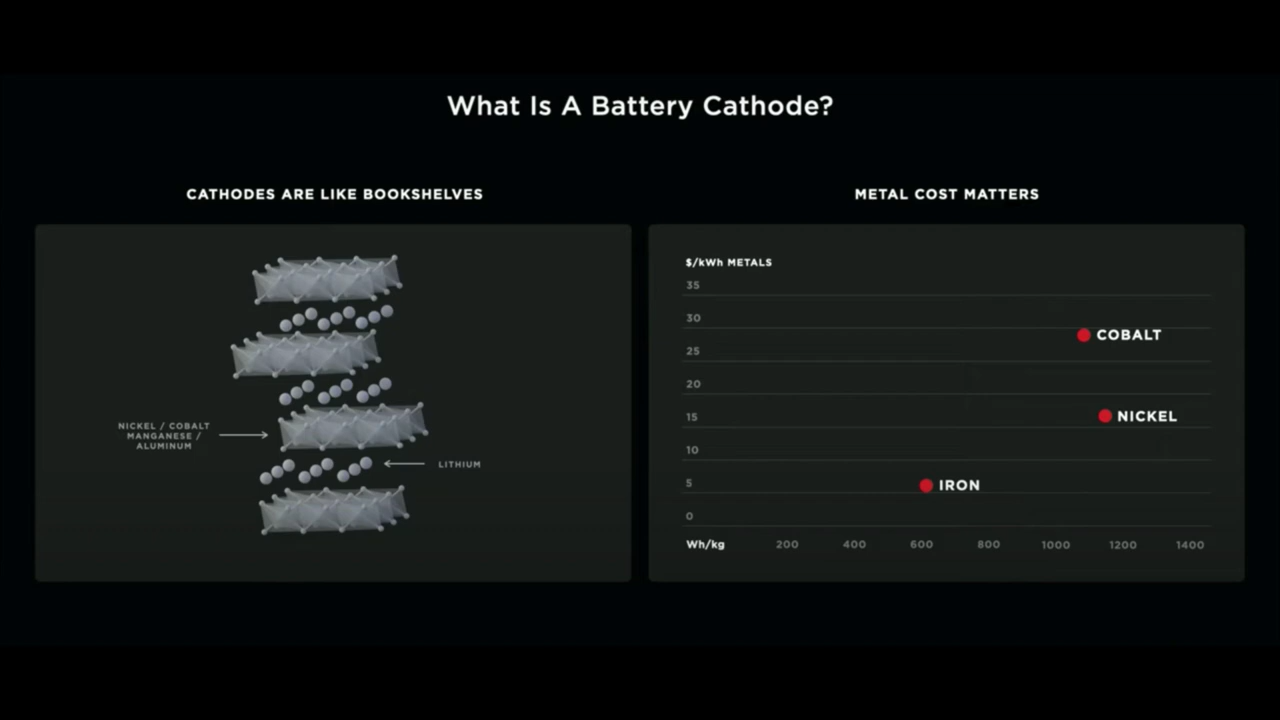 What Is A Battery Cathode?
CATHODES ARE LIKE BOOKSHELVES
NICKEL / COBALT
MANGANESE /
ALUMINUM
LITHIUM
METAL COST MATTERS
$/kWh METALS
35
30
COBALT
25
20
15
NICKEL
10
5
IRON
0
Wh/kg 200 400 600 800 1000 1200 1400